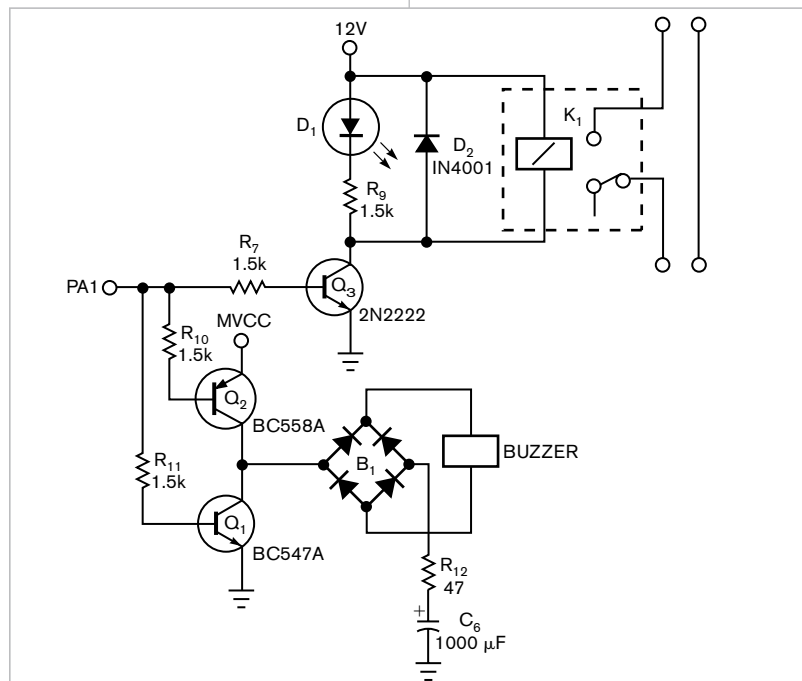 12V
D1
D2
IN4001
K1
R9
1.5k
R7
1.5k
PA1
Q3
2N2222
MVCC
R10
1.5k
Q2
BC558A
R11
1.5k
B1
BUZZER
Q1
BC547A
R12
47
+
C6
1000 µF